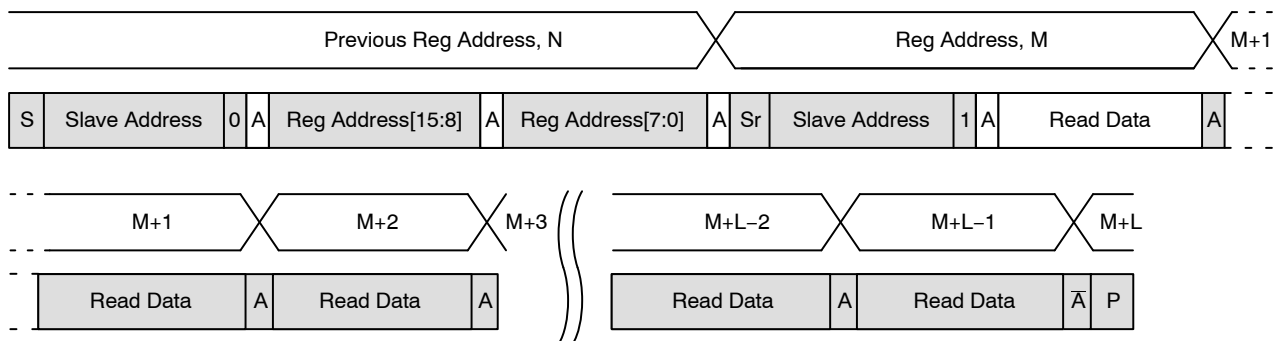 Previous Reg Address, N Reg Address, M M+1
S Slave Address 0 A Reg Address[15:8] A Reg Address[7:0] A Sr Slave Address 1 A Read Data A
M+1 M+2 M+3 M+L−2 M+L−1 M+L
Read Data A Read Data A Read Data A Read Data A̅ P